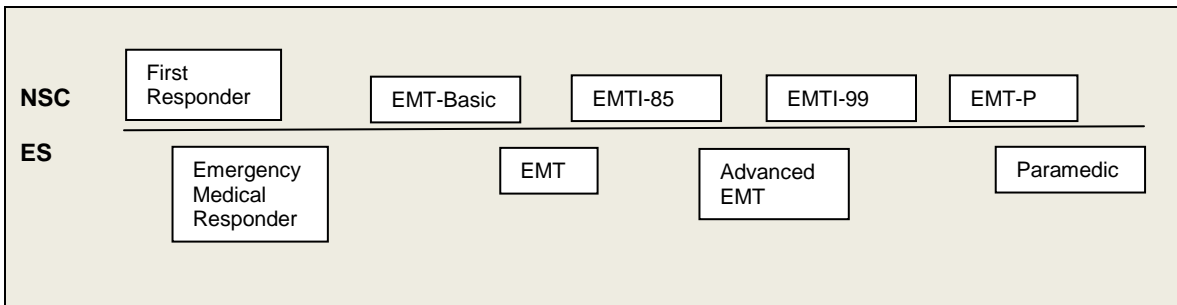 NSC
First
Responder
EMT-Basic
EMTI-85
EMTI-99
EMT-P
ES
Emergency
Medical
Responder
EMT
Advanced
EMT
Paramedic